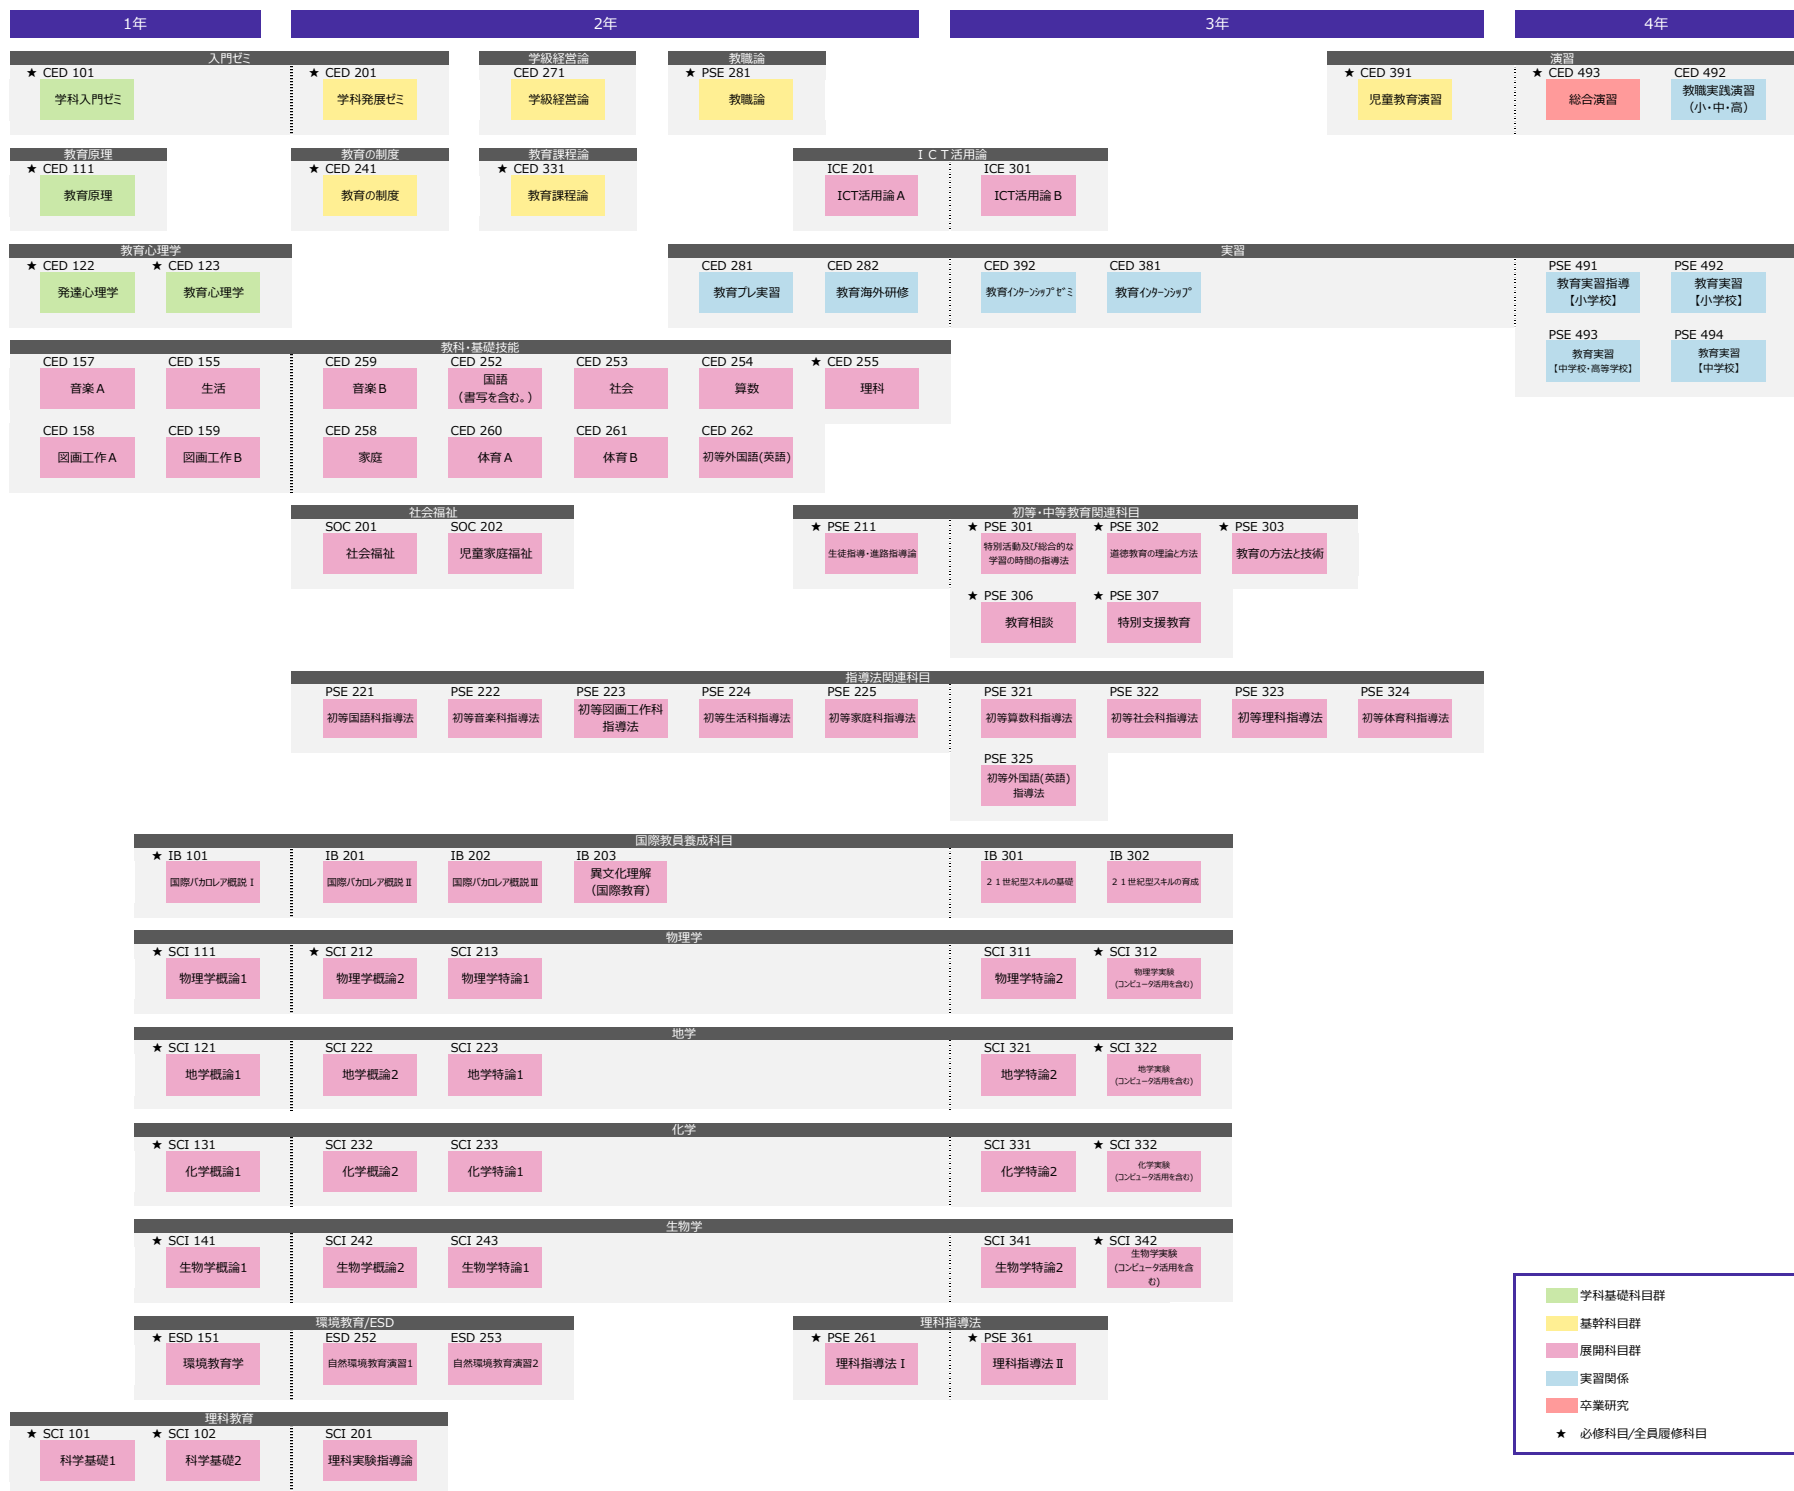 1年
2年
3年
4年
入門ゼミ
学級経営論
教職論
演習
★ CED 101
★ CED 201
CED 271
★ PSE 281
★ CED 391
★ CED 493
CED 492
学科入門ゼミ
学科発展ゼミ
学級経営論
教職論
児童教育演習
総合演習
教職実践演習
（小・中・高）
教育原理
教育の制度
教育課程論
ＩＣＴ活用論
★ CED 111
★ CED 241
★ CED 331
ICE 201
ICE 301
教育原理
教育の制度
教育課程論
ICT活用論Ａ
ICT活用論Ｂ
教育心理学
実習
★ CED 122
★ CED 123
CED 281
CED 282
CED 392
CED 381
PSE 491
PSE 492
発達心理学
教育心理学
教育プレ実習
教育海外研修
教育ｲﾝﾀｰﾝｼｯﾌﾟｾﾞﾐ
教育ｲﾝﾀｰﾝｼｯﾌﾟ
教育実習指導
【小学校】
教育実習
【小学校】
PSE 493
PSE 494
教育実習
【中学校・高等学校】
教育実習
【中学校】
教科・基礎技能
CED 157
CED 155
CED 259
CED 252
CED 253
CED 254
★ CED 255
音楽Ａ
生活
音楽Ｂ
国語
（書写を含む。）
社会
算数
理科
CED 158
CED 159
CED 258
CED 260
CED 261
CED 262
図画工作Ａ
図画工作Ｂ
家庭
体育Ａ
体育Ｂ
初等外国語(英語)
社会福祉
初等・中等教育関連科目
SOC 201
SOC 202
★ PSE 211
★ PSE 301
★ PSE 302
★ PSE 303
社会福祉
児童家庭福祉
生徒指導・進路指導論
特別活動及び総合的な
学習の時間の指導法
道徳教育の理論と方法
教育の方法と技術
★ PSE 306
★ PSE 307
教育相談
特別支援教育
指導法関連科目
PSE 221
PSE 222
PSE 223
PSE 224
PSE 225
PSE 321
PSE 322
PSE 323
PSE 324
初等国語科指導法
初等音楽科指導法
初等図画工作科
指導法
初等生活科指導法
初等家庭科指導法
初等算数科指導法
初等社会科指導法
初等理科指導法
初等体育科指導法
PSE 325
初等外国語(英語)
指導法
国際教員養成科目
★ IB 101
IB 201
IB 202
IB 203
IB 301
IB 302
国際バカロレア概説Ⅰ
国際バカロレア概説Ⅱ
国際バカロレア概説Ⅲ
異文化理解
（国際教育）
２１世紀型スキルの基礎
２１世紀型スキルの育成
物理学
★ SCI 111
★ SCI 212
SCI 213
SCI 311
★ SCI 312
物理学概論1
物理学概論2
物理学特論1
物理学特論2
物理学実験
(コンピュータ活用を含む)
地学
★ SCI 121
SCI 222
SCI 223
SCI 321
★ SCI 322
地学概論1
地学概論2
地学特論1
地学特論2
地学実験
(コンピュータ活用を含む)
化学
★ SCI 131
SCI 232
SCI 233
SCI 331
★ SCI 332
化学概論1
化学概論2
化学特論1
化学特論2
化学実験
(コンピュータ活用を含む)
生物学
★ SCI 141
SCI 242
SCI 243
SCI 341
★ SCI 342
生物学概論1
生物学概論2
生物学特論1
生物学特論2
生物学実験
(コンピュータ活用を含
む)
環境教育/ESD
理科指導法
★ ESD 151
ESD 252
ESD 253
★ PSE 261
★ PSE 361
環境教育学
自然環境教育演習1
自然環境教育演習2
理科指導法Ⅰ
理科指導法Ⅱ
理科教育
★ SCI 101
★ SCI 102
SCI 201
科学基礎1
科学基礎2
理科実験指導論
学科基礎科目群
基幹科目群
展開科目群
実習関係
卒業研究
★ 必修科目/全員履修科目